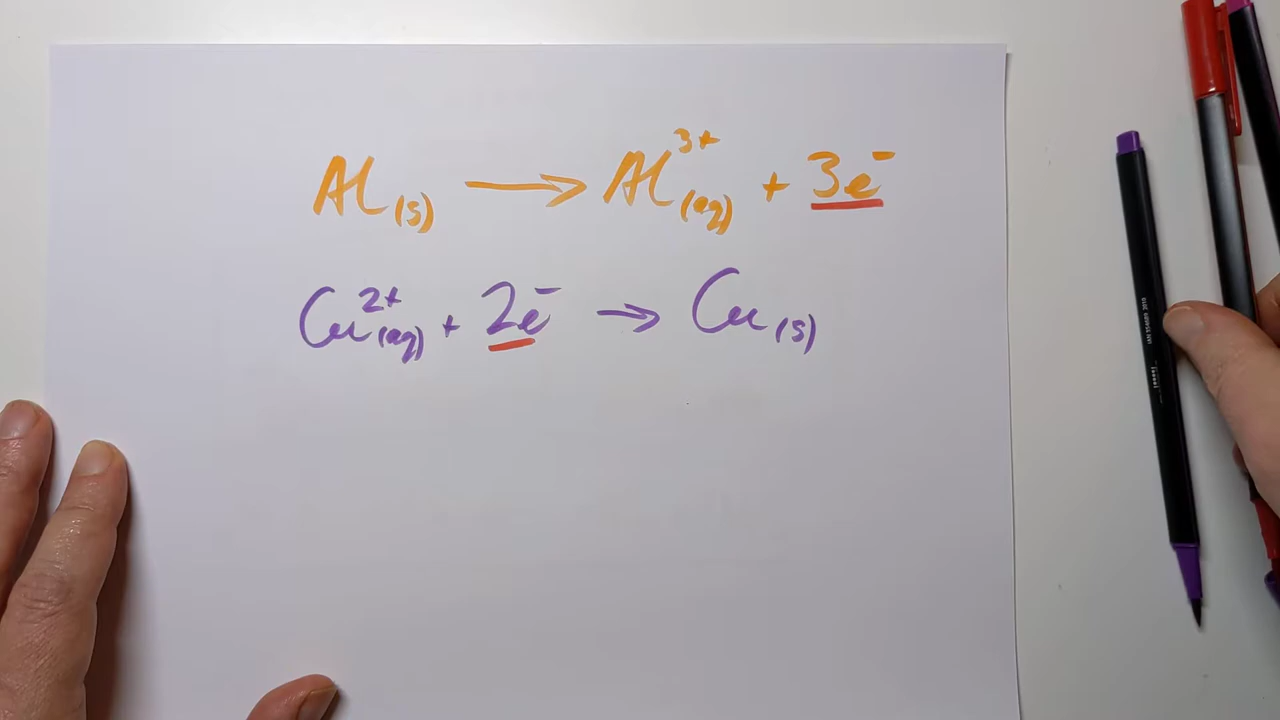 Al(s) → Al³⁺(aq) + 3e⁻
Cu²⁺(aq) + 2e⁻ → Cu(s)